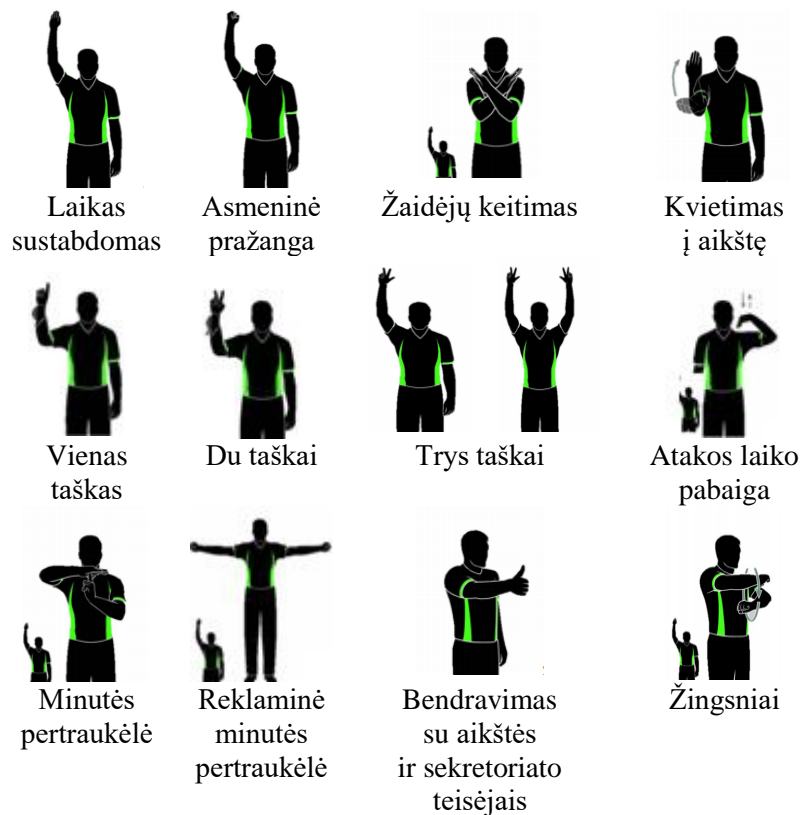 Laikas
sustabdomas
Asmeninė
pražanga
Žaidėjų keitimas
Kvietimas
į aikštę
Vienas
taškas
Du taškai
Trys taškai
Atakos laiko
pabaiga
Minutės
pertraukėlė
Reklaminė
minutės
pertraukėlė
Bendravimas
su aikštės
ir sekretoriato
teisėjais
Žingsniai